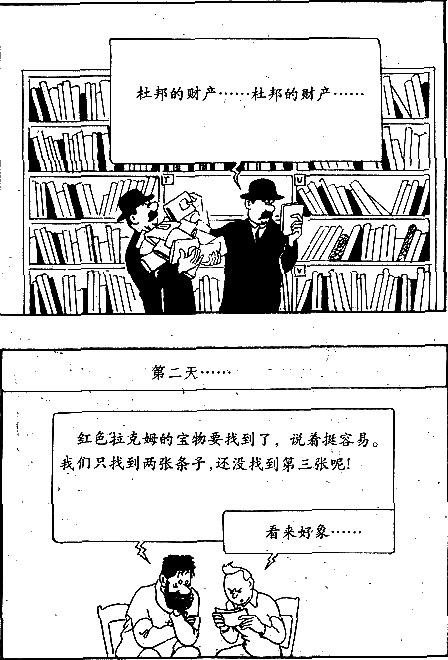 杜邦的财产……杜邦的财产……
T
U
V
第二天……
红色拉克姆的宝物要找到了，说着挺容易。
我们只找到两张条子，还没找到第三张呢！
看来好象……